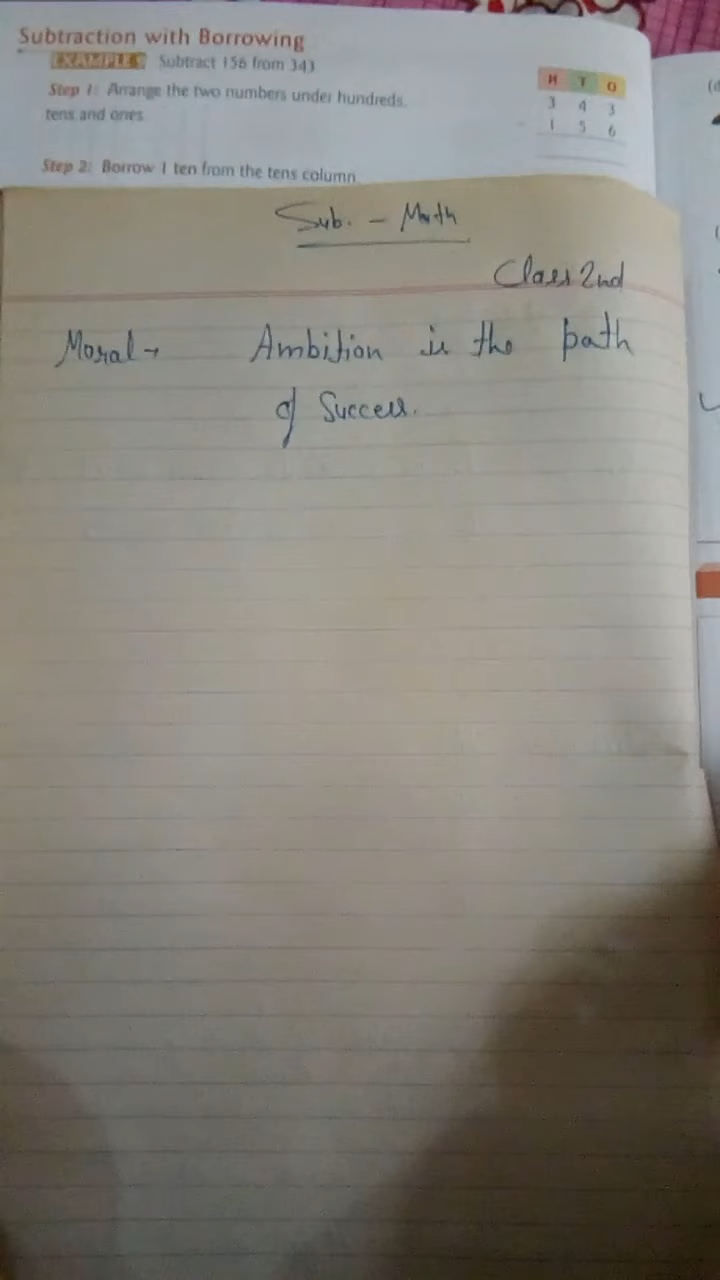 Subtraction with Borrowing
EXAMPLE Subtract 156 from 343
Step 1: Arrange the two numbers under hundreds,
tens and ones
H T O
3 4 3
- 1 5 6
Step 2: Borrow 1 ten from the tens column.
Sub. - Math
Class 2nd
Moral → Ambition is the path
of Success.